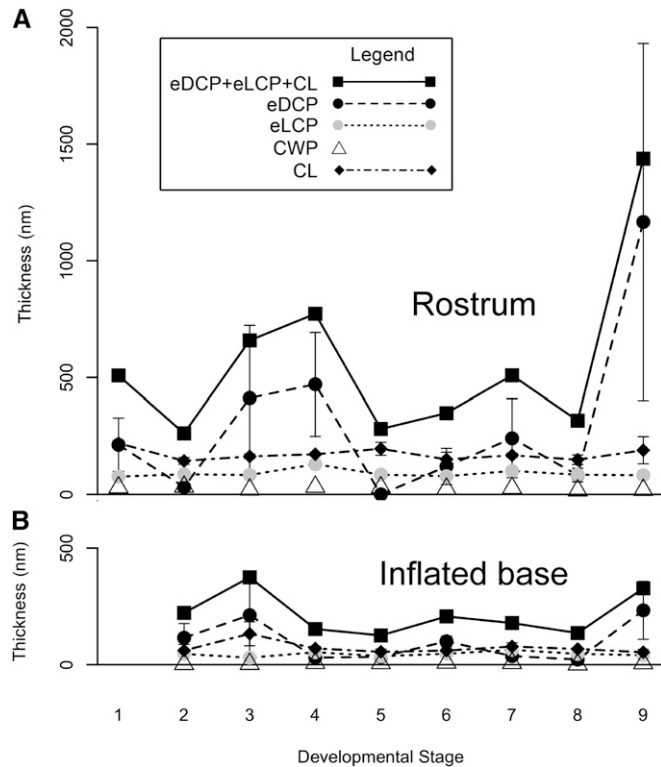 A
2000
1500
1000
500
0
Thickness (nm)
Legend
eDCP+eLCP+CL
eDCP
eLCP
CWP
CL
Rostrum
B
500
0
Thickness (nm)
Inflated base
1 2 3 4 5 6 7 8 9
Developmental Stage